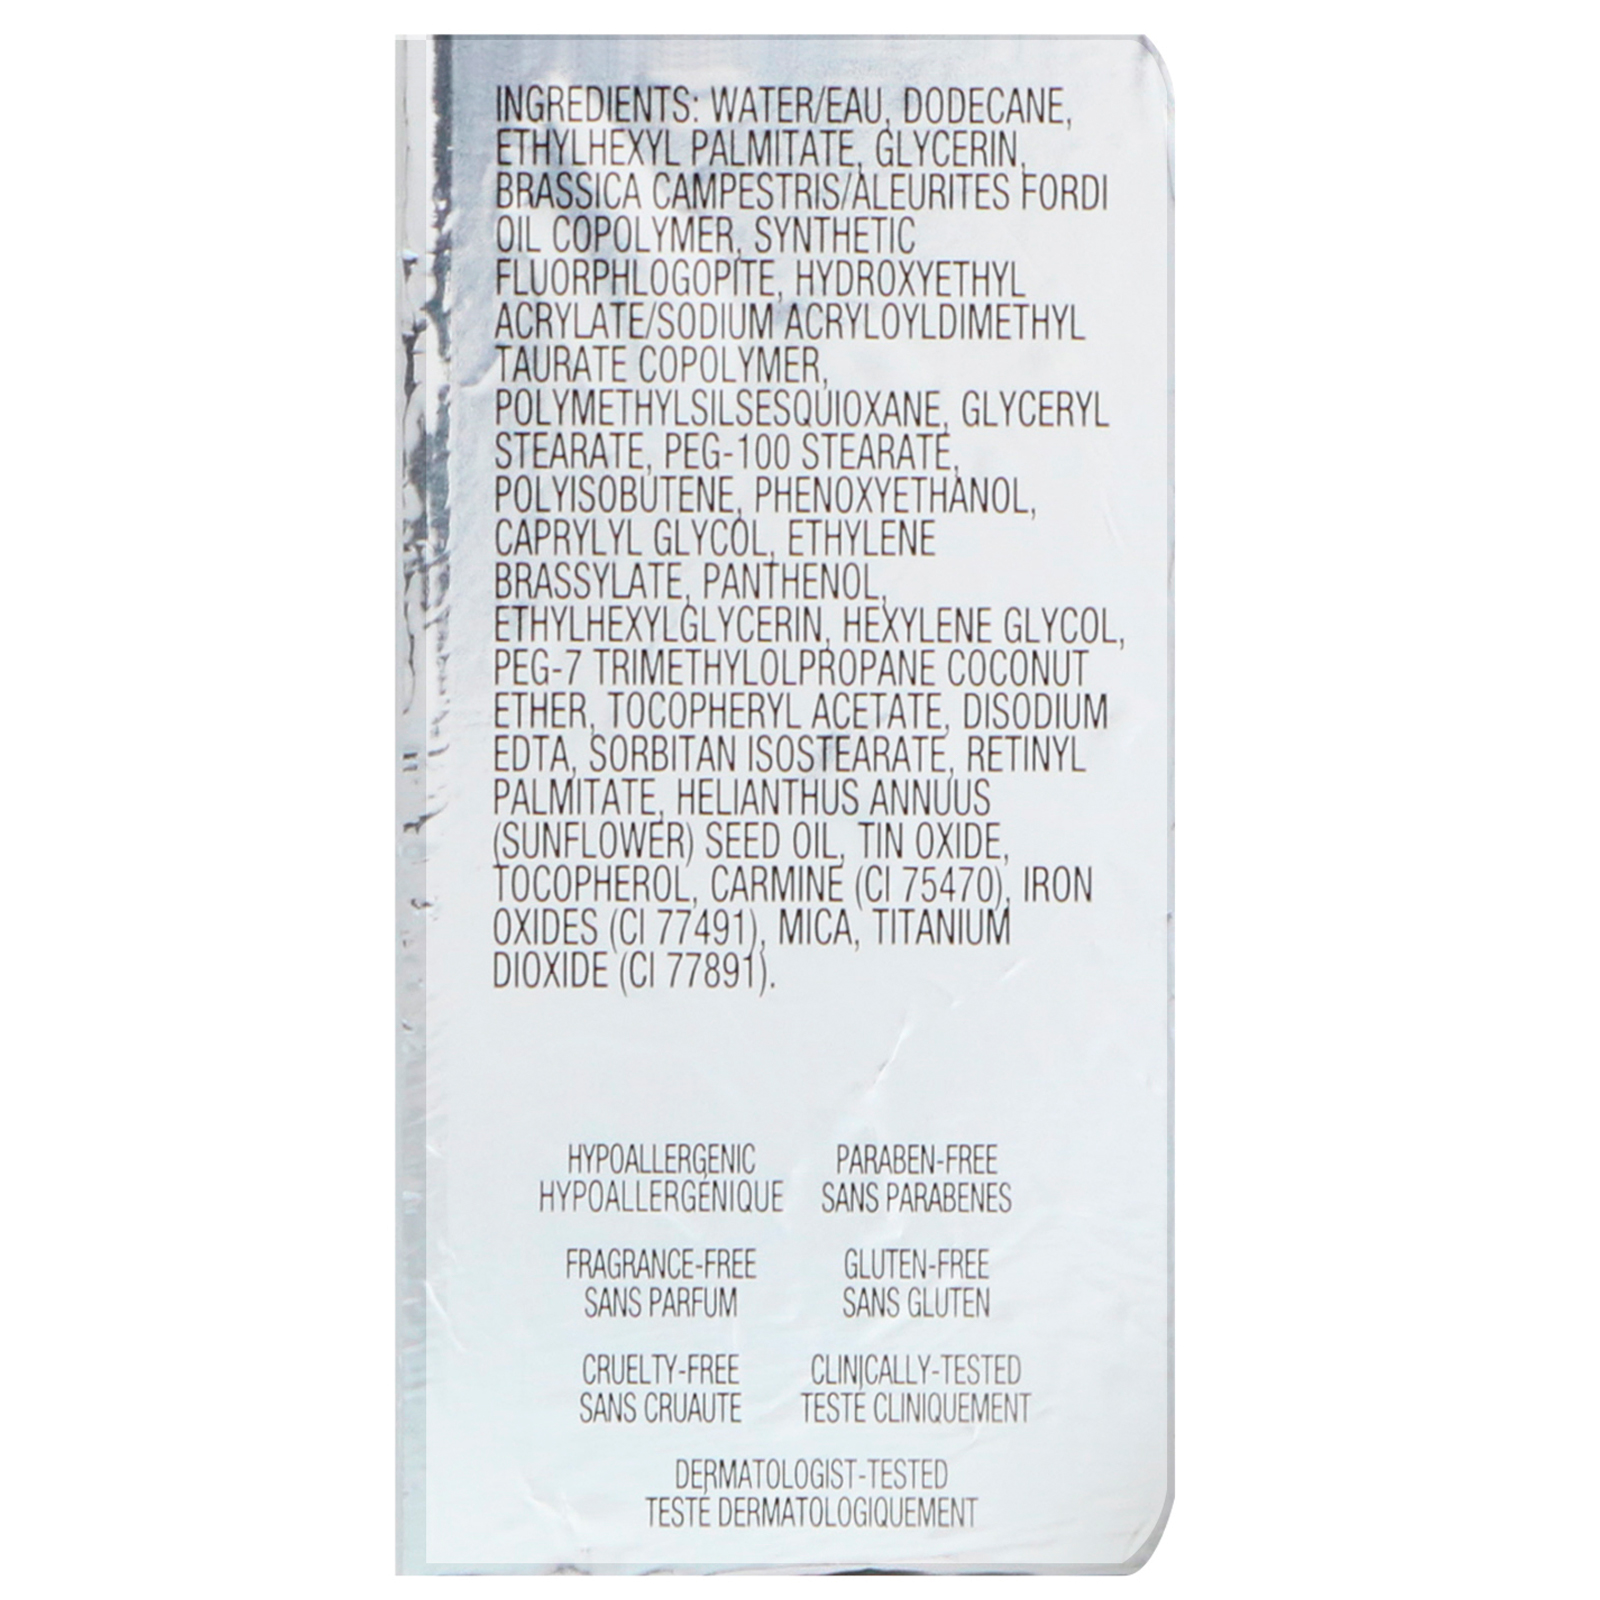 INGREDIENTS: WATER/EAU, DODECANE,
ETHYLHEXYL PALMITATE, GLYCERIN,
BRASSICA CAMPESTRIS/ALEURITES FORDI
OIL COPOLYMER, SYNTHETIC
FLUORPHLOGOPITE, HYDROXYETHYL
ACRYLATE/SODIUM ACRYLOYLDIMETHYL
TAURATE COPOLYMER,
POLYMETHYLSILSESQUIOXANE, GLYCERYL
STEARATE, PEG-100 STEARATE,
POLYISOBUTENE, PHENOXYETHANOL,
CAPRYLYL GLYCOL, ETHYLENE
BRASSYLATE, PANTHENOL,
ETHYLHEXYLGLYCERIN, HEXYLENE GLYCOL,
PEG-7 TRIMETHYLOLPROPANE COCONUT
ETHER, TOCOPHERYL ACETATE, DISODIUM
EDTA, SORBITAN ISOSTEARATE, RETINYL
PALMITATE, HELIANTHUS ANNUUS
(SUNFLOWER) SEED OIL, TIN OXIDE,
TOCOPHEROL, CARMINE (CI 75470), IRON
OXIDES (CI 77491), MICA, TITANIUM
DIOXIDE (CI 77891).
HYPOALLERGENIC PARABEN-FREE
HYPOALLERGÉNIQUE SANS PARABENES
FRAGRANCE-FREE GLUTEN-FREE
SANS PARFUM SANS GLUTEN
CRUELTY-FREE CLINICALLY-TESTED
SANS CRUAUTE TESTÉ CLINIQUEMENT
DERMATOLOGIST-TESTED
TESTÉ DERMATOLOGIQUEMENT